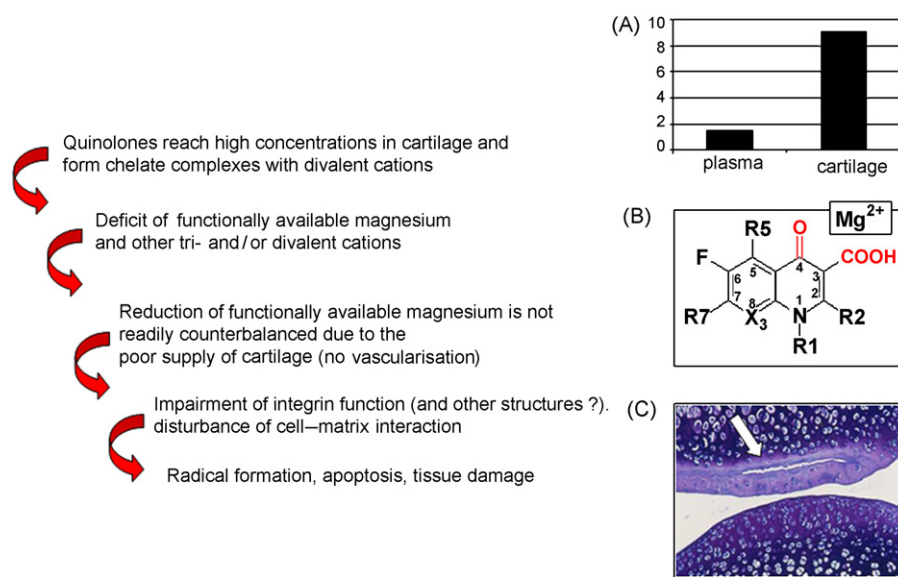 Quinolones reach high concentrations in cartilage and
form chelate complexes with divalent cations
Deficit of functionally available magnesium
and other tri- and/or divalent cations
Reduction of functionally available magnesium is not
readily counterbalanced due to the
poor supply of cartilage (no vascularisation)
Impairment of integrin function (and other structures ?).
disturbance of cell–matrix interaction
Radical formation, apoptosis, tissue damage
(A)
10
8
6
4
2
0
plasma cartilage
(B)
Mg2+
R5 O
F COOH
5 4
6 3
7 8 1 2
R7 X3 N R2
R1
(C)